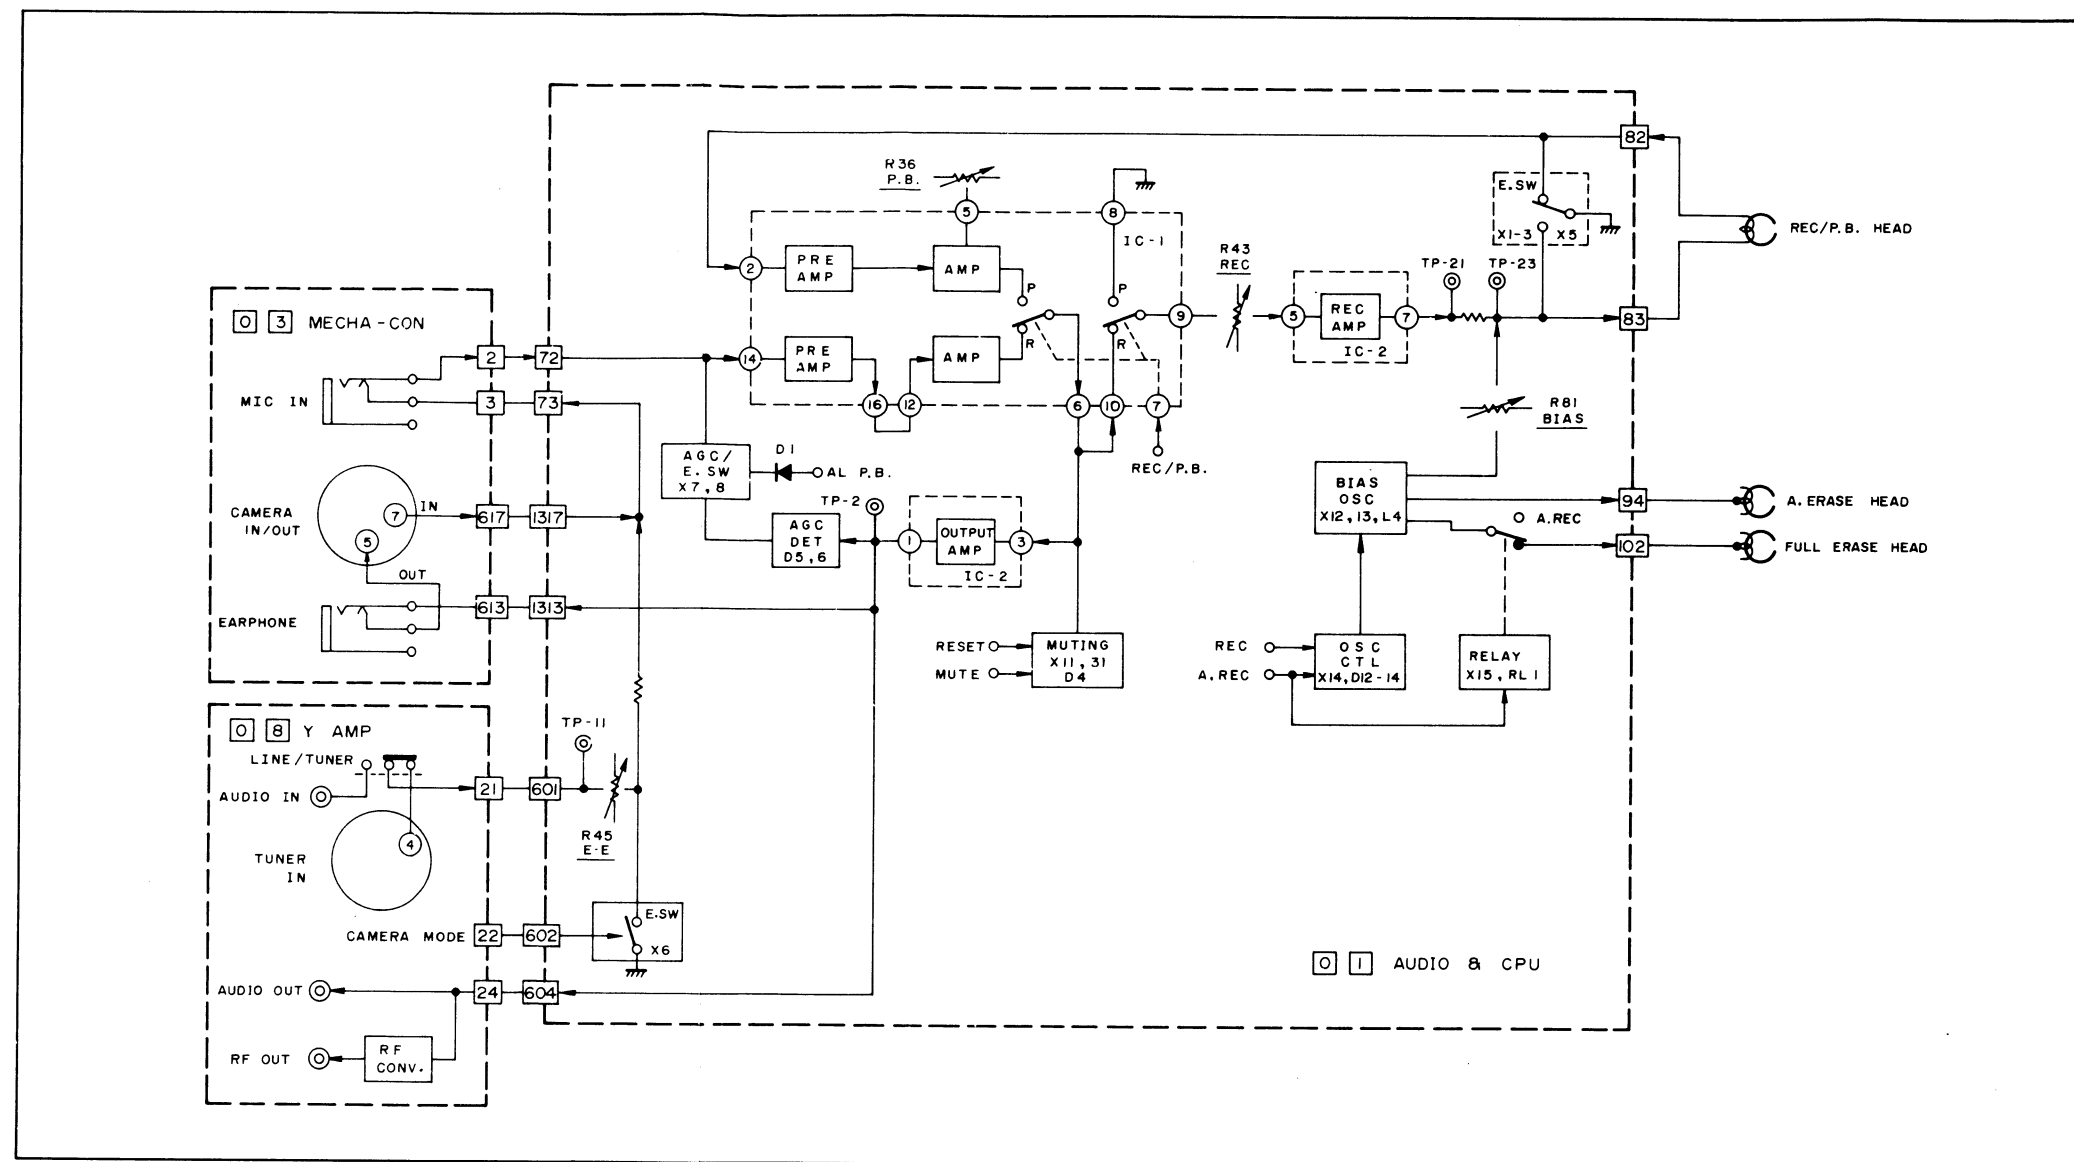 82
R36
P.B.
E.SW
X1-3 X5
5
8
IC-1
REC/P.B. HEAD
2
PRE
AMP
AMP
P
P
R43
REC
TP-21
TP-23
0 3 MECHA-CON
9
5
REC
AMP
7
IC-2
83
R
R
2
72
14
PRE
AMP
AMP
MIC IN
3
73
16
12
6
10
7
R81
BIAS
REC/P.B.
AGC/
E.SW
X7,8
D1
AL P.B.
BIAS
OSC
X12,13,L4
94
A.ERASE HEAD
CAMERA
IN/OUT
7
IN
617
1317
TP-2
A.REC
5
AGC
DET
D5,6
1
OUTPUT
AMP
3
IC-2
102
FULL ERASE HEAD
OUT
613
1313
EARPHONE
RESET
MUTE
MUTING
X11,31
D4
REC
A.REC
OSC
CTL
X14,D12-14
RELAY
X15,RL1
0 8 Y AMP
TP-11
LINE/TUNER
AUDIO IN
21
601
R45
E-E
4
TUNER
IN
CAMERA MODE
22
602
E.SW
X6
0 1 AUDIO & CPU
AUDIO OUT
24
604
RF OUT
RF
CONV.